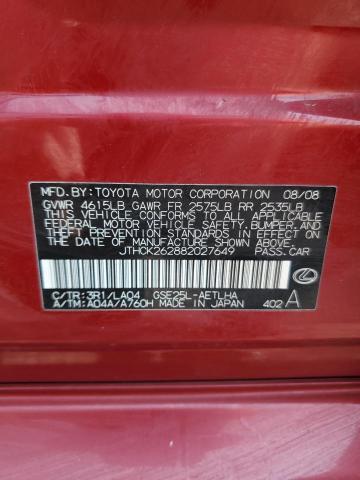 MFD.BY:TOYOTA MOTOR CORPORATION 08/08
GVWR 4615LB GAWR FR 2575LB RR 2535LB
THIS VEHICLE CONFORMS TO ALL APPLICABLE
FEDERAL MOTOR VEHICLE SAFETY,BUMPER,AND
THEFT PREVENTION STANDARDS IN EFFECT ON
THE DATE OF MANUFACTURE SHOWN ABOVE.
JTHCK262882027649 PASS.CAR
C/TR:3R1/LA04 GSE25L-AETLHA
A/TM:A04A/A760H MADE IN JAPAN 402 A